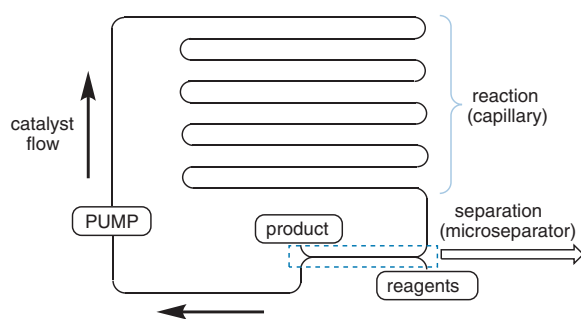 catalyst
flow
PUMP
reaction
(capillary)
product
separation
(microseparator)
reagents